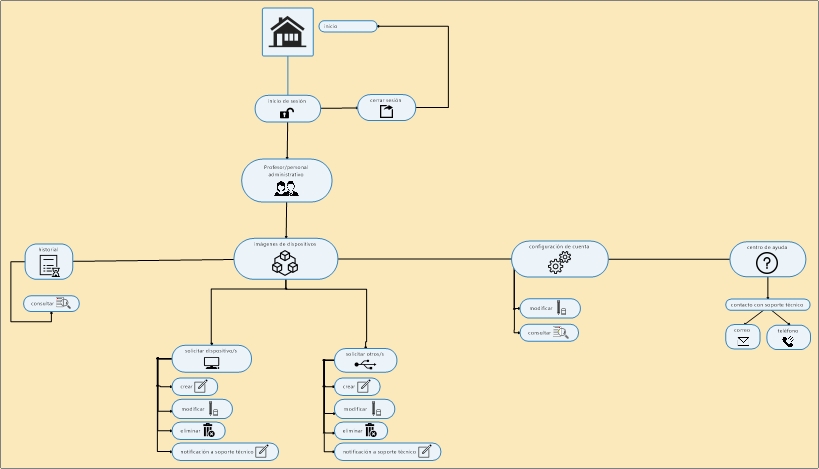 Inicio
Inicio de sesión
cerrar sesión
Profesor/personal
administrativo
historial
imágenes de dispositivos
configuración de cuenta
centro de ayuda
consultar
modificar
consultar
contacto con soporte técnico
correo
teléfono
solicitar dispositivo/s
solicitar otros/s
crear
crear
modificar
modificar
eliminar
eliminar
notificación a soporte técnico
notificación a soporte técnico